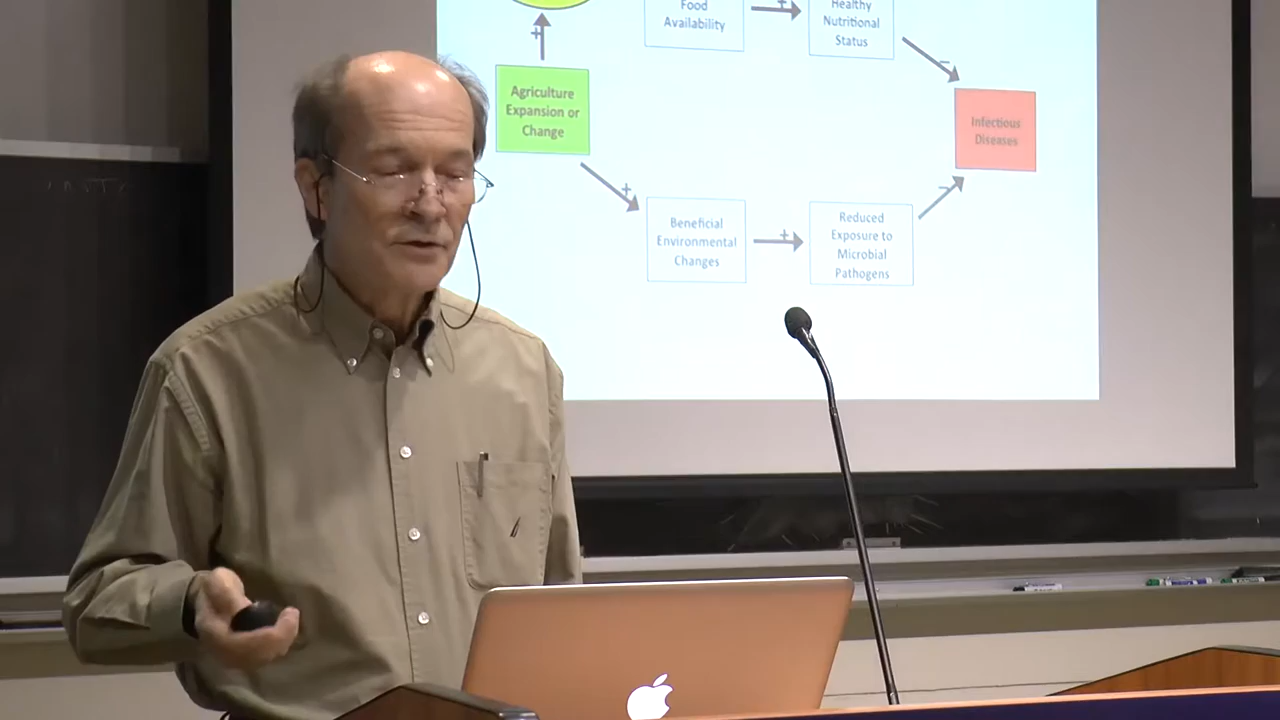 Food
Availability
+
Healthy
Nutritional
Status
+
Agriculture
Expansion or
Change
Infectious
Diseases
+
Beneficial
Environmental
Changes
+
Reduced
Exposure to
Microbial
Pathogens